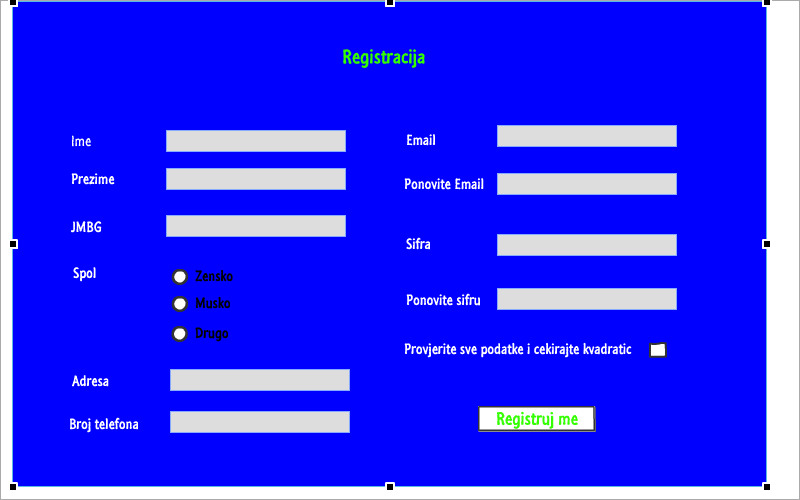 Registracija
Ime
Prezime
JMBG
Spol
Zensko
Musko
Drugo
Adresa
Broj telefona
Email
Ponovite Email
Sifra
Ponovite sifru
Provjerite sve podatke i cekirajte kvadratic
Registruj me